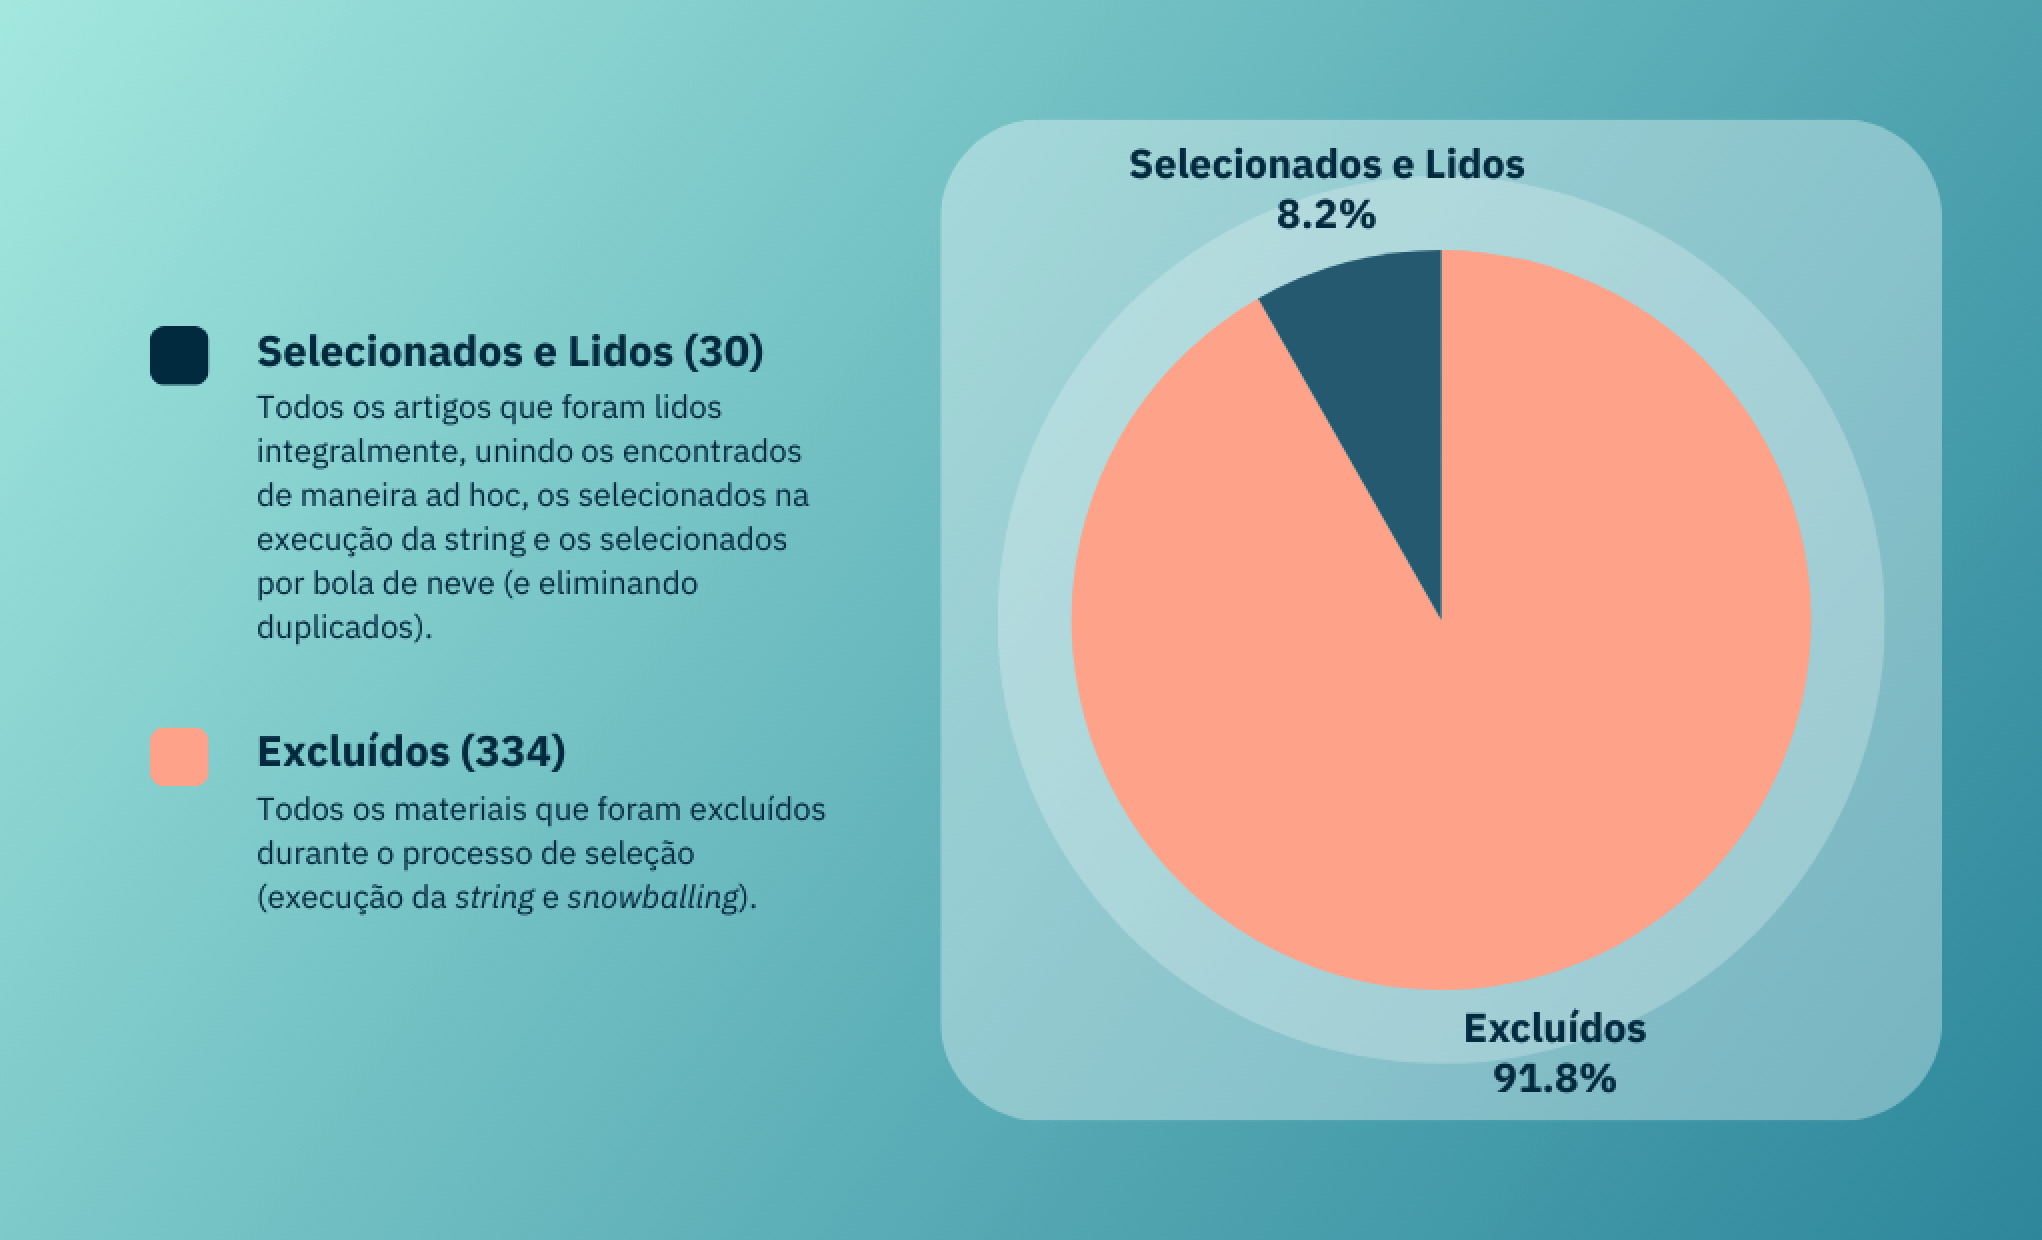 Selecionados e Lidos (30)
Todos os artigos que foram lidos
integralmente, unindo os encontrados
de maneira ad hoc, os selecionados na
execução da string e os selecionados
por bola de neve (e eliminando
duplicados).
Excluídos (334)
Todos os materiais que foram excluídos
durante o processo de seleção
(execução da string e snowballing).
Selecionados e Lidos
8.2%
Excluídos
91.8%